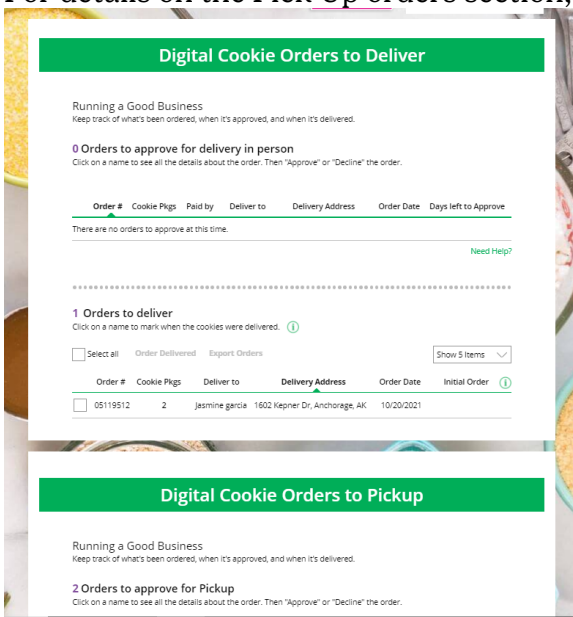 For details on the Pick Up orders section,
Digital Cookie Orders to Deliver
Running a Good Business
Keep track of what's been ordered, when it's approved, and when it's delivered.
0 Orders to approve for delivery in person
Click on a name to see all the details about the order. Then "Approve" or "Decline" the order.
Order # Cookie Pkgs Paid by Deliver to Delivery Address Order Date Days left to Approve
There are no orders to approve at this time.
Need Help?
1 Orders to deliver
Click on a name to mark when the cookies were delivered. i
Select all Order Delivered Export Orders Show 5 Items
Order # Cookie Pkgs Deliver to Delivery Address Order Date Initial Order i
05119512 2 Jasmine garcia 1602 Kepner Dr, Anchorage, AK 10/20/2021
Digital Cookie Orders to Pickup
Running a Good Business
Keep track of what's been ordered, when it's approved, and when it's delivered.
2 Orders to approve for Pickup
Click on a name to see all the details about the order. Then "Approve" or "Decline" the order.